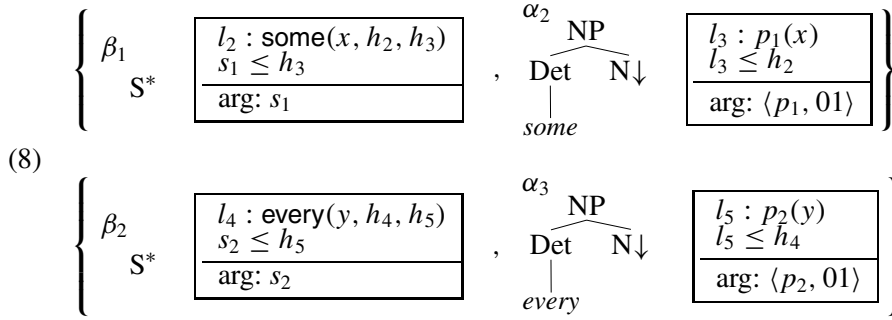 β₁ S* l₂ : some(x, h₂, h₃)
s₁ ≤ h₃
arg: s₁
, α₂ NP
Det N↓
some
l₃ : p₁(x)
l₃ ≤ h₂
arg: ⟨p₁, 01⟩
(8)
β₂ S* l₄ : every(y, h₄, h₅)
s₂ ≤ h₅
arg: s₂
, α₃ NP
Det N↓
every
l₅ : p₂(y)
l₅ ≤ h₄
arg: ⟨p₂, 01⟩